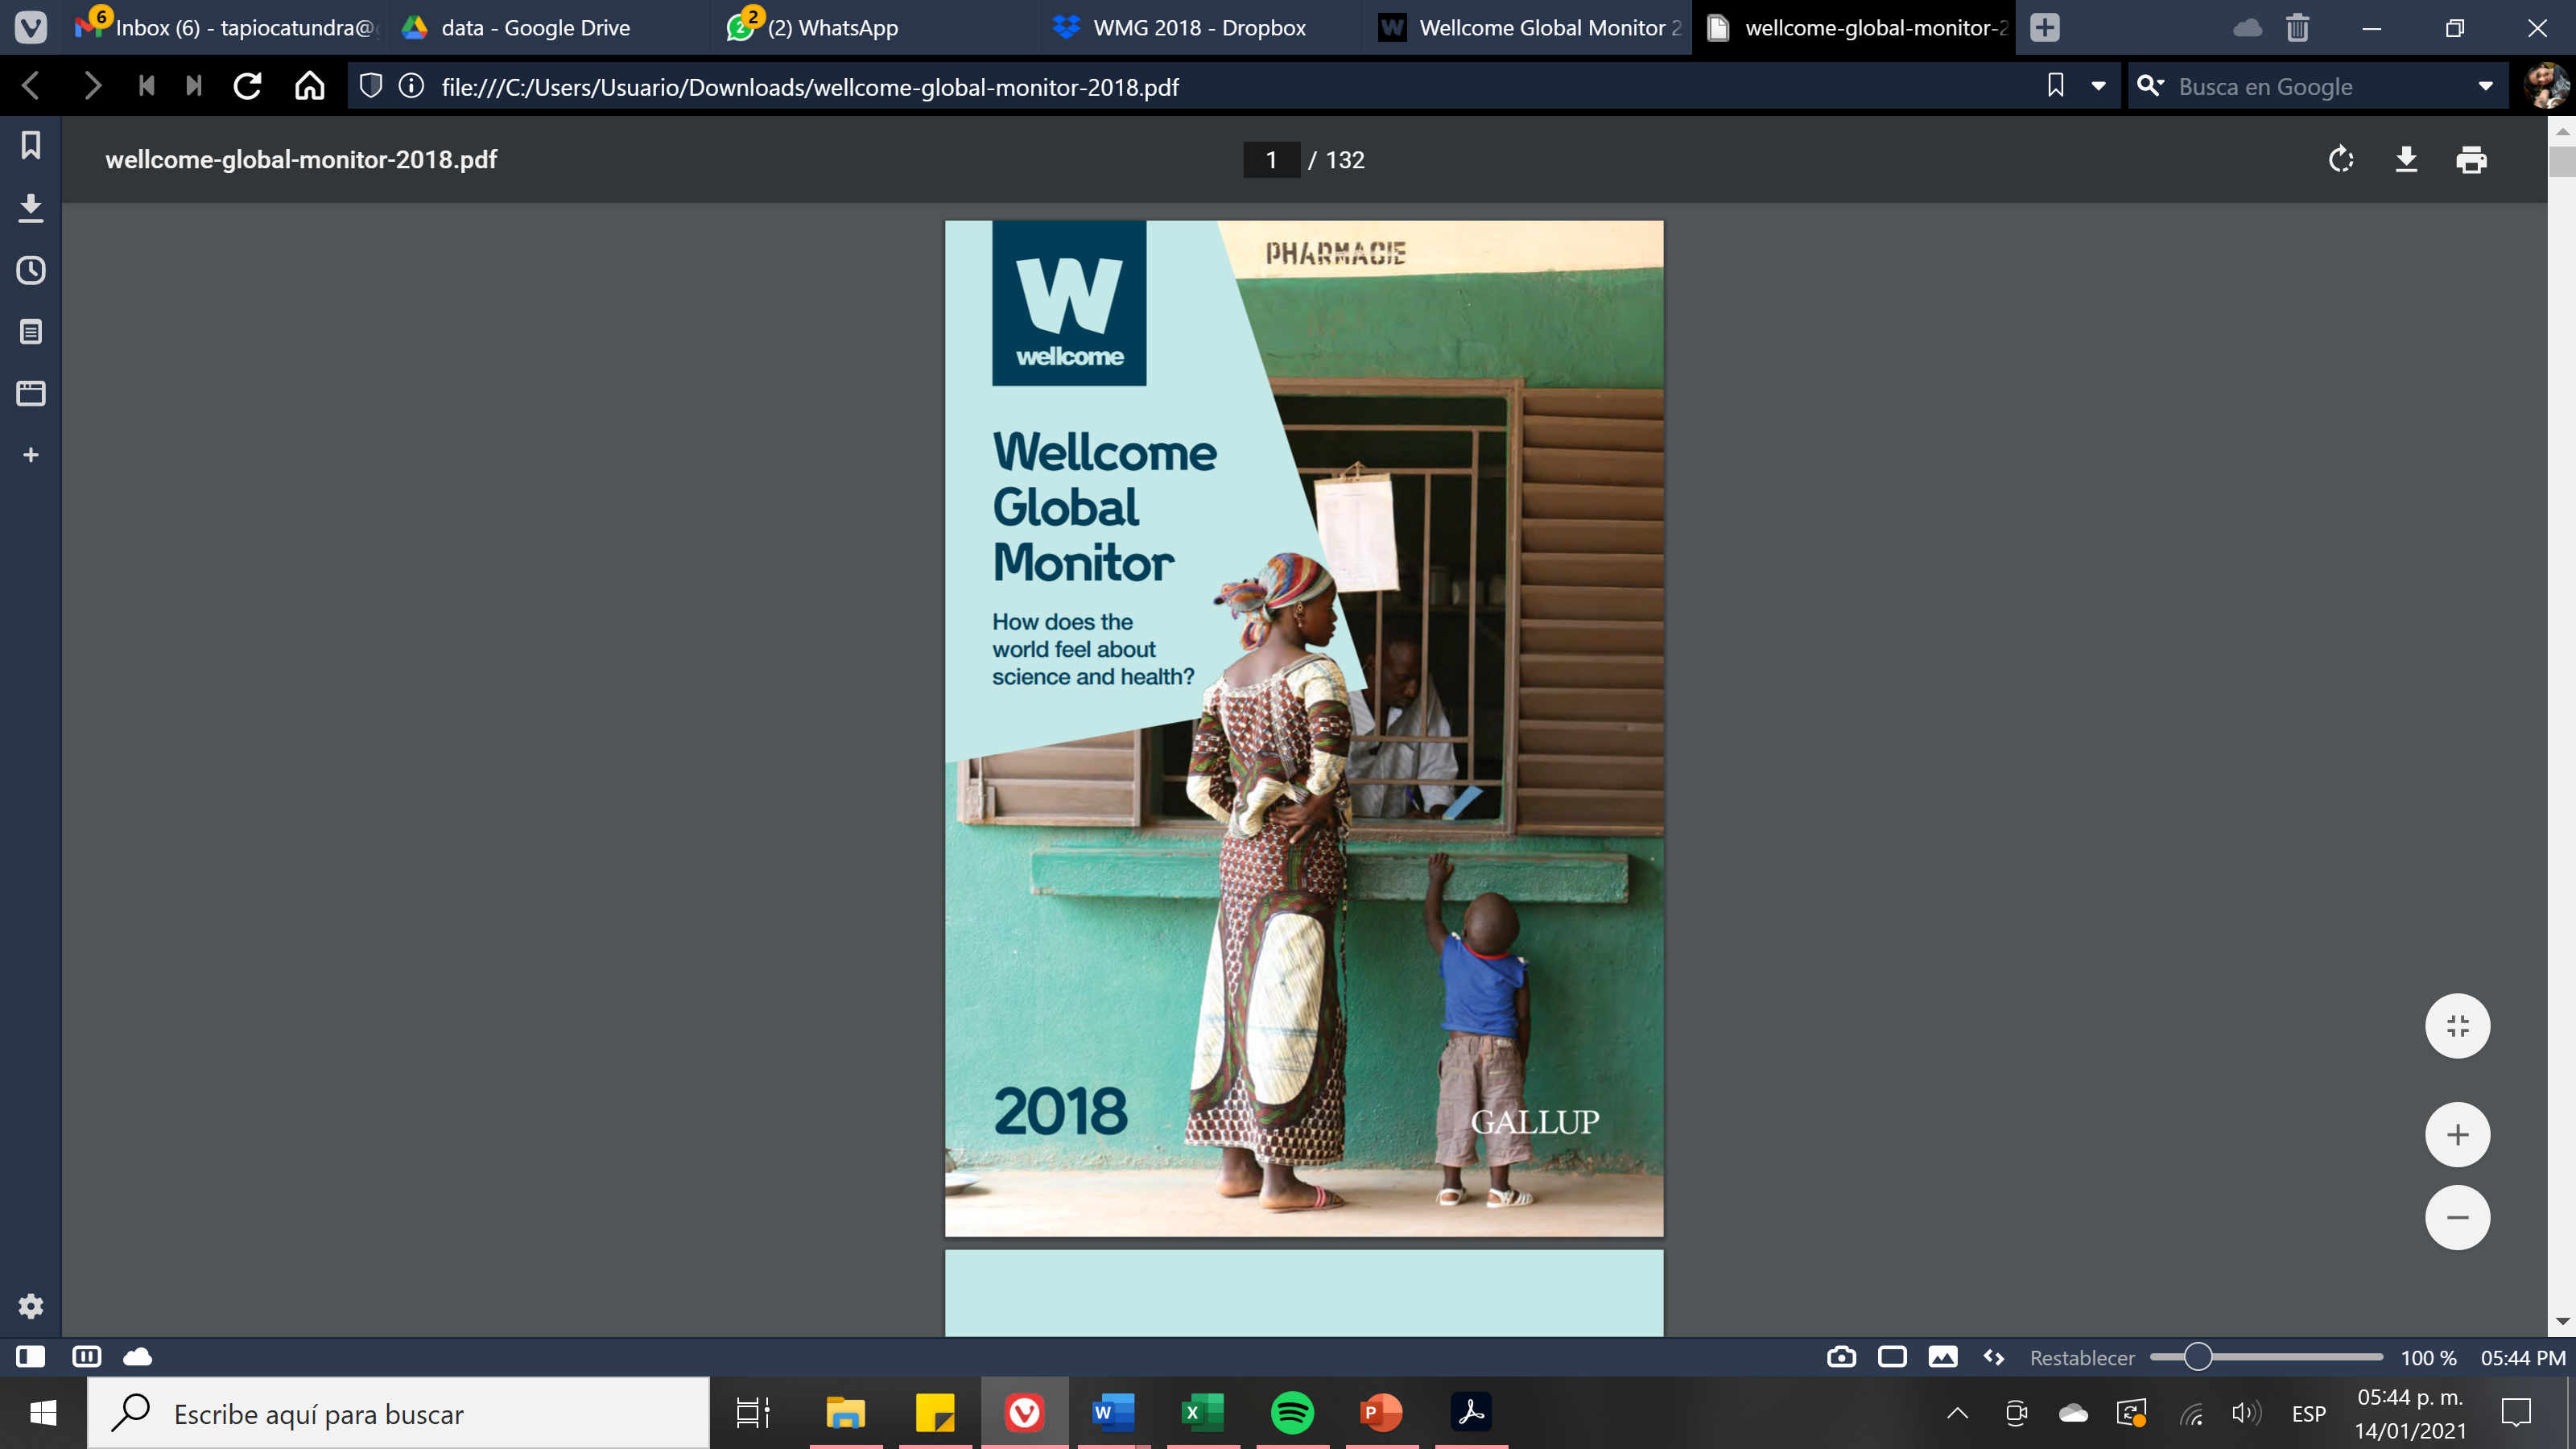 6
Inbox (6) - tapiocatundra@
data - Google Drive
2
2
(2) WhatsApp
WMG 2018 - Dropbox
W
Wellcome Global Monitor 2
wellcome-global-monitor-2
file:///C:/Users/Usuario/Downloads/wellcome-global-monitor-2018.pdf
Busca en Google
wellcome-global-monitor-2018.pdf
1 / 132
PHARMACIE
W
wellcome
Wellcome
Global
Monitor
How does the
world feel about
science and health?
2018
GALLUP
Restablecer
100 %
05:44 PM
Escribe aquí para buscar
W
X
P
ESP
05:44 p. m.
14/01/2021